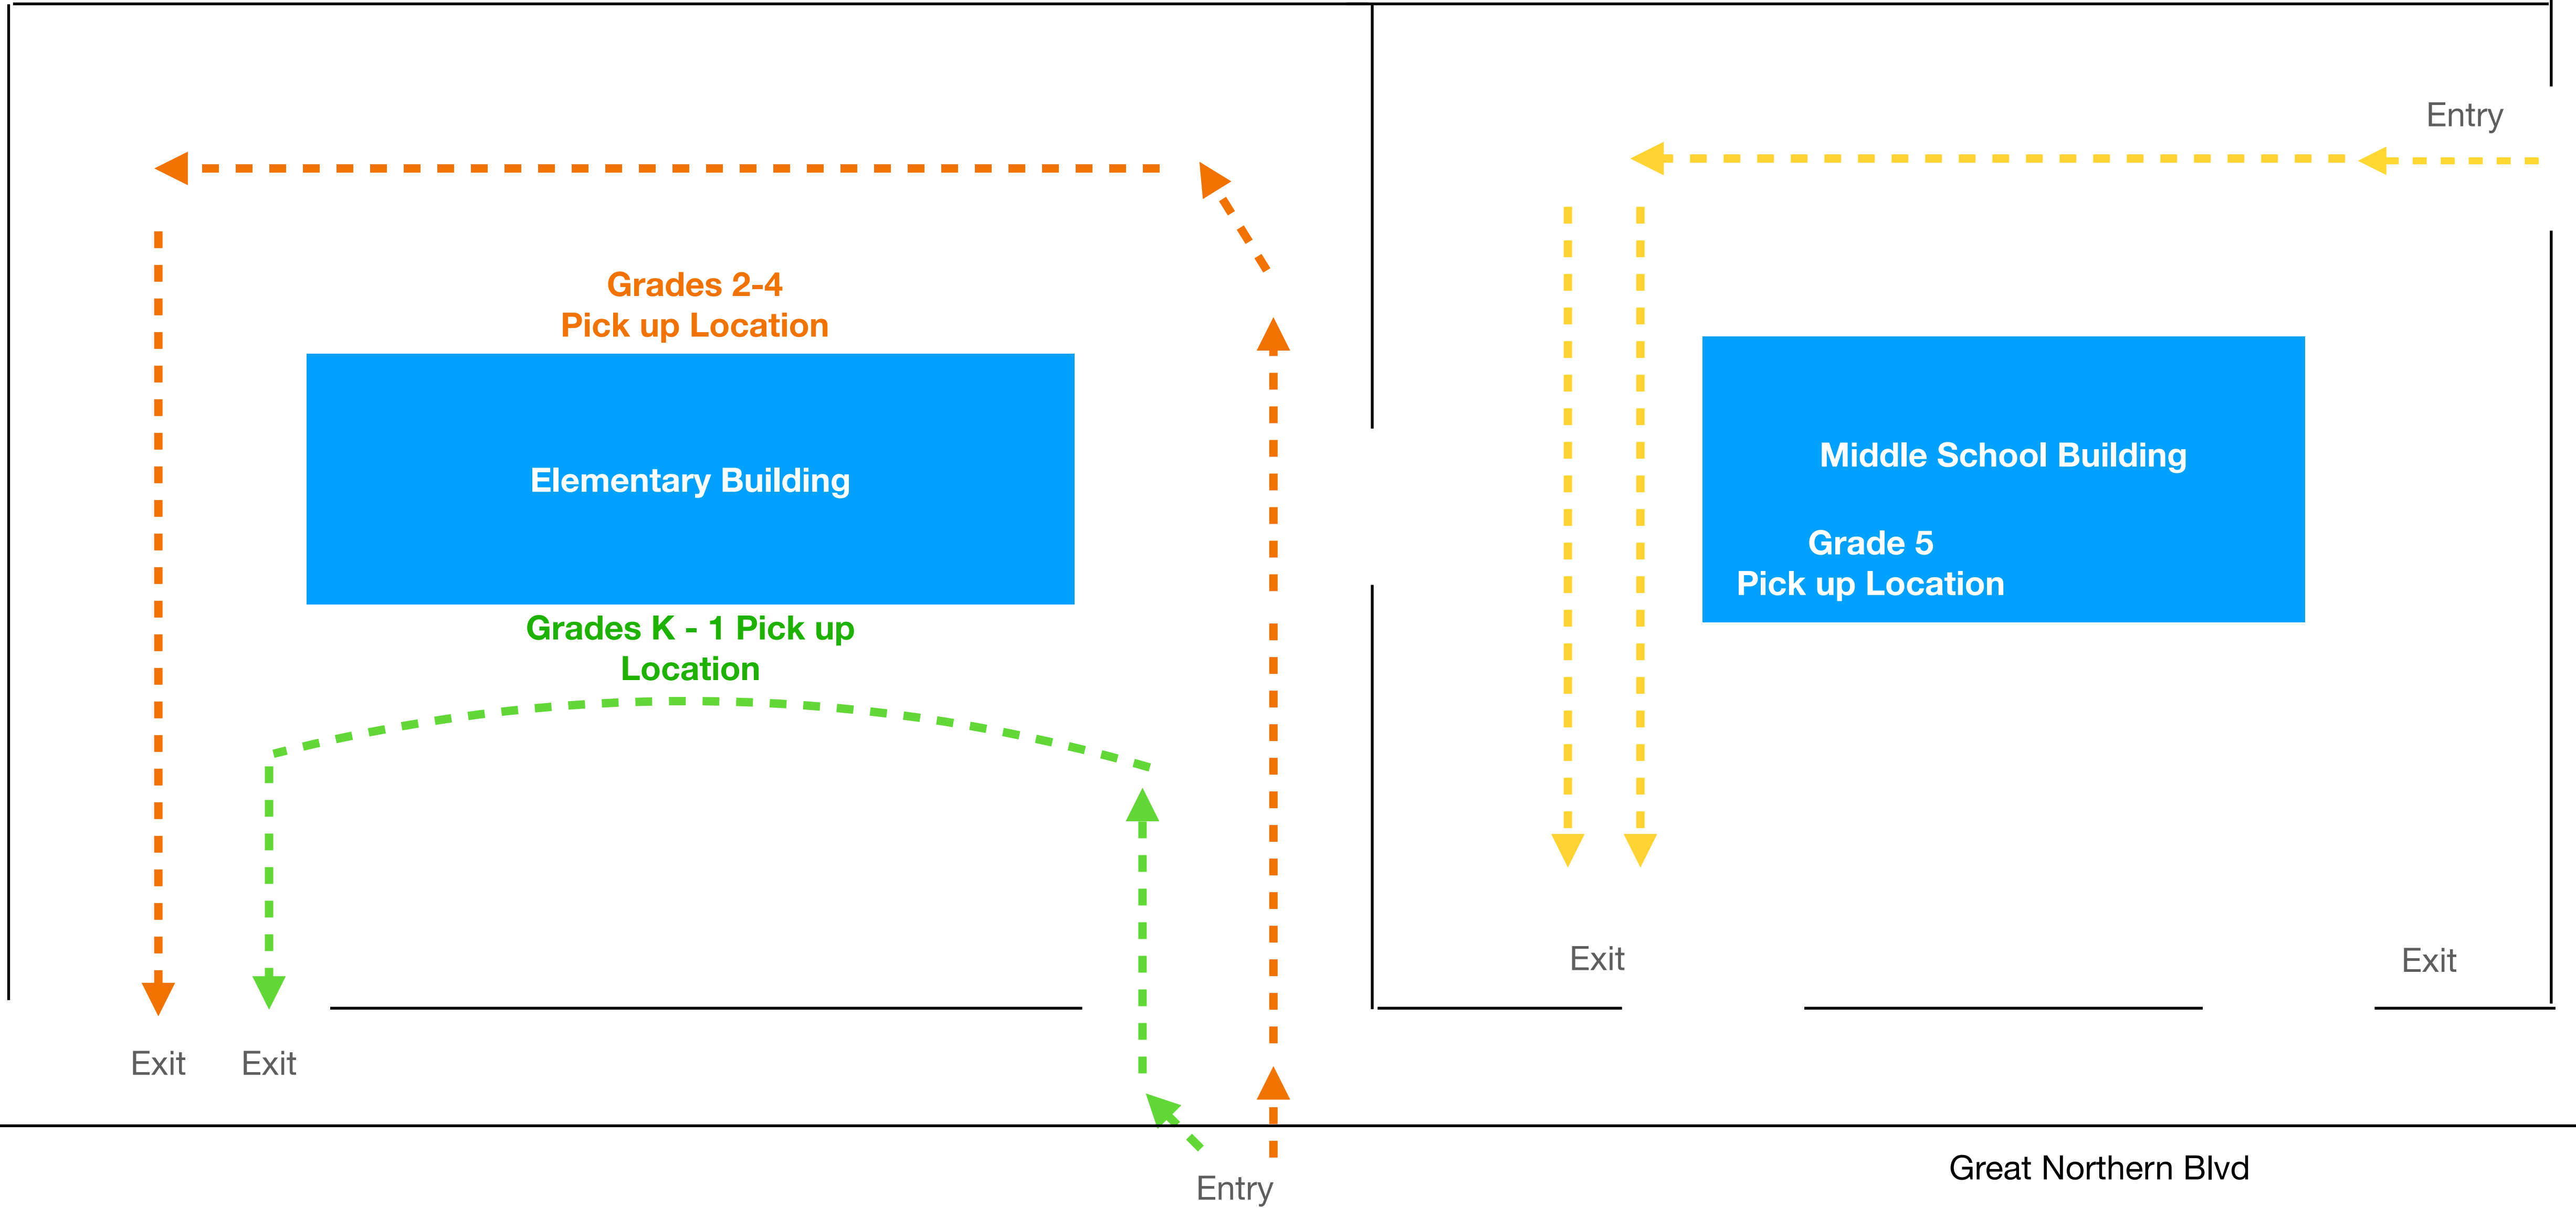 Entry
Grades 2-4
Pick up Location
Elementary Building
Middle School Building
Grade 5
Pick up Location
Grades K - 1 Pick up
Location
Exit
Exit
Exit
Exit
Entry
Great Northern Blvd